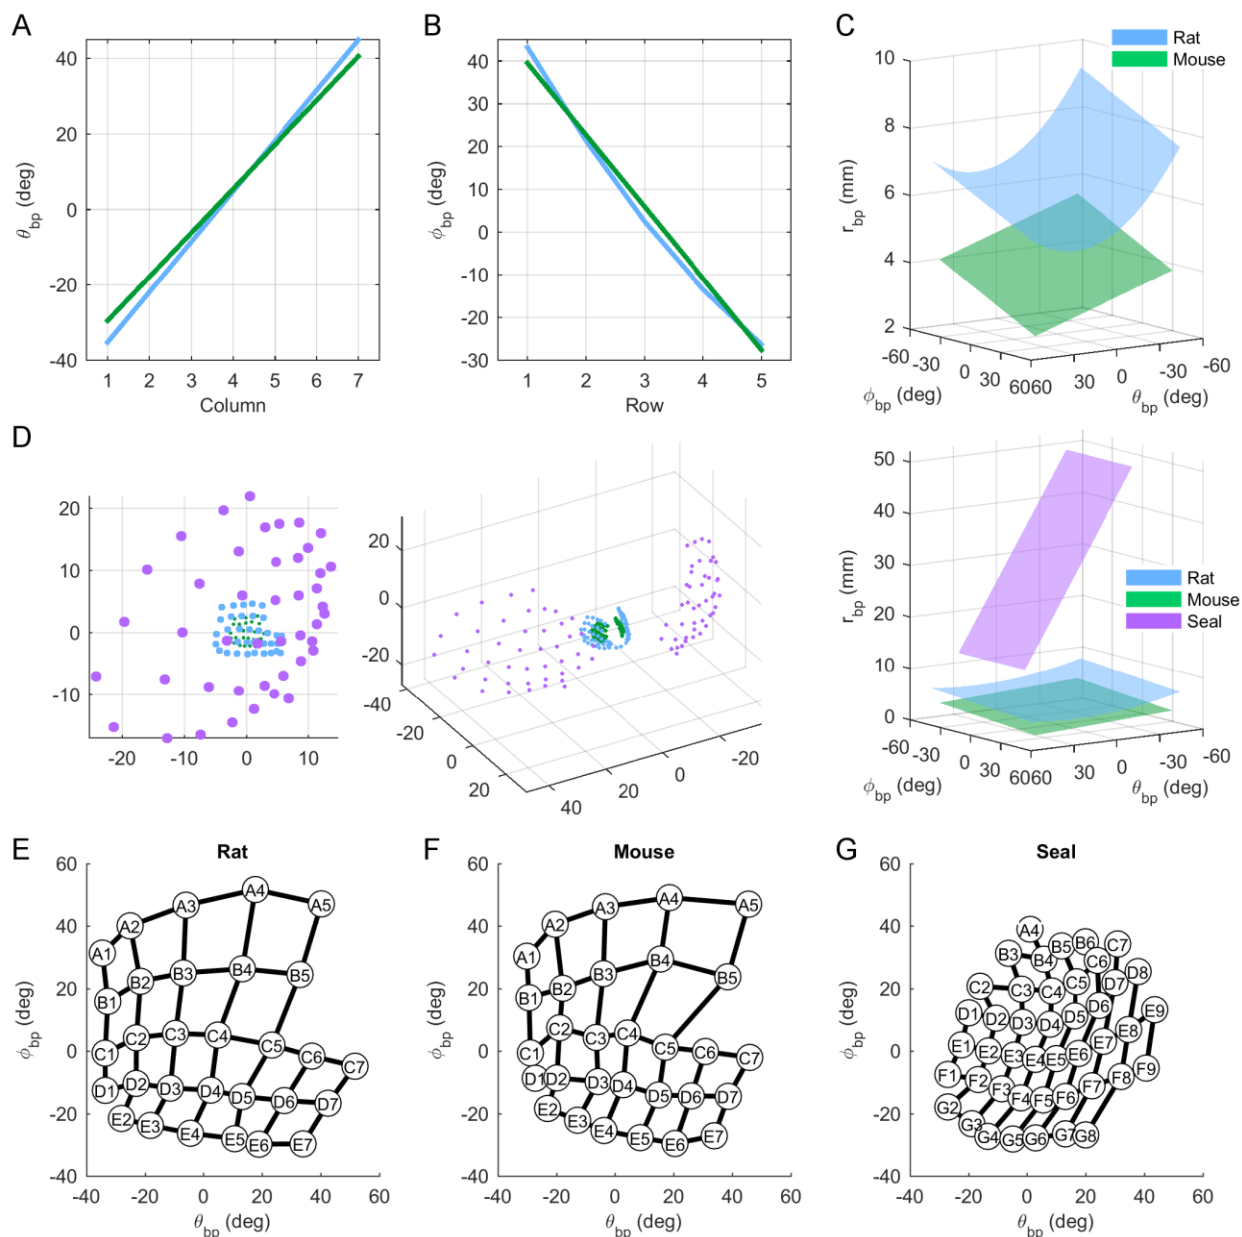 A
B
C
40
20
0
-20
-40
θbp (deg)
1 2 3 4 5 6 7
Column
40
30
20
10
0
-10
-20
-30
ϕbp (deg)
1 2 3 4 5
Row
Rat
Mouse
10
8
6
4
2
rbp (mm)
-60 -30 0 30 60
ϕbp (deg)
60 30 0 -30 -60
θbp (deg)
D
20
10
0
-10
-20 -10 0 10
20
0
-20
-40
-20
0
20
40 20 0 -20
50
40
30
20
10
0
rbp (mm)
Rat
Mouse
Seal
-60 -30 0 30 60
ϕbp (deg)
60 30 0 -30 -60
θbp (deg)
E Rat
60
40
20
0
-20
-40
ϕbp (deg)
A1 A2 A3 A4 A5
B1 B2 B3 B4 B5
C1 C2 C3 C4 C5 C6 C7
D1 D2 D3 D4 D5 D6 D7
E2 E3 E4 E5 E6 E7
-40 -20 0 20 40 60
θbp (deg)
F Mouse
60
40
20
0
-20
-40
ϕbp (deg)
A1 A2 A3 A4 A5
B1 B2 B3 B4 B5
C1 C2 C3 C4 C5 C6 C7
D1 D2 D3 D4 D5 D6 D7
E2 E3 E4 E5 E6 E7
-40 -20 0 20 40 60
θbp (deg)
G Seal
60
40
20
0
-20
-40
ϕbp (deg)
A4
B3 B4 B5 B6
C2 C3 C4 C5 C6 C7
D1 D2 D3 D4 D5 D6 D7 D8
E1 E2 E3 E4 E5 E6 E7 E8 E9
F1 F2 F3 F4 F5 F6 F7 F8 F9
G2 G3 G4 G5 G6 G7 G8
-40 -20 0 20 40 60
θbp (deg)